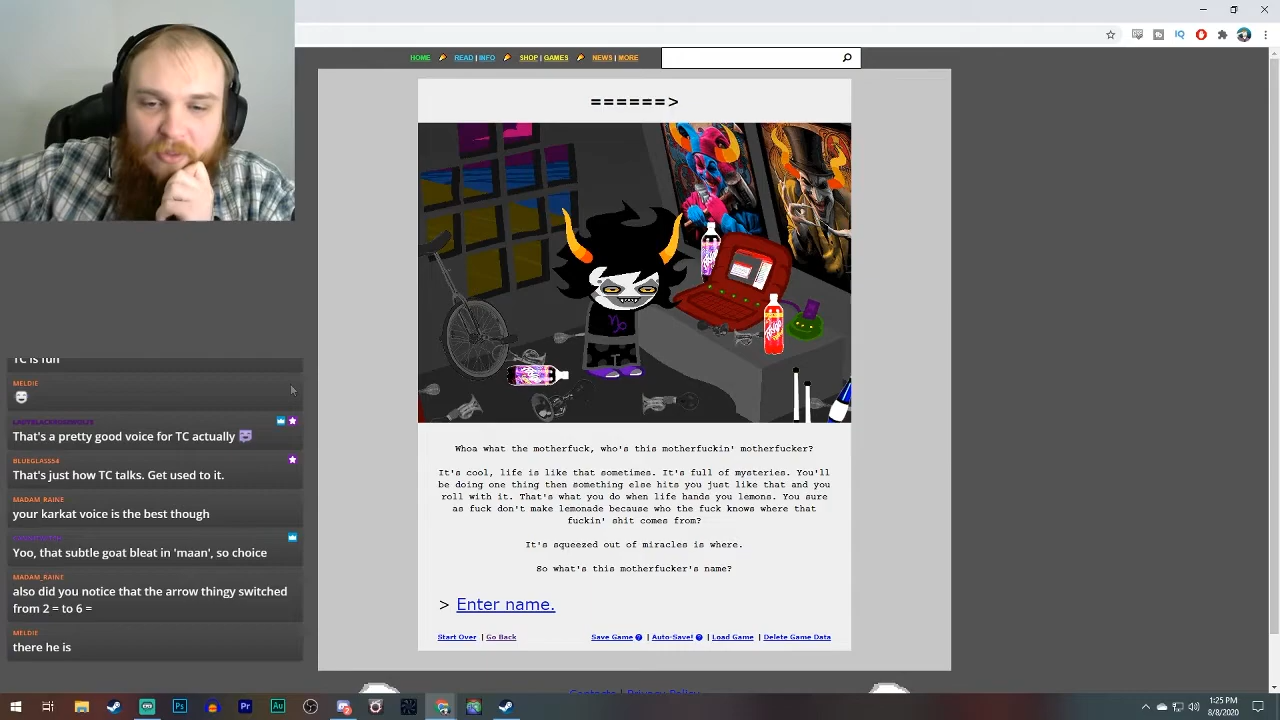 HOME READ | INFO SHOP | GAMES NEWS | MORE
======>
Whoa what the motherfuck, who's this motherfuckin' motherfucker?
It's cool, life is like that sometimes. It's full of mysteries. You'll
be doing one thing then something else hits you just like that and you
roll with it. That's what you do when life hands you lemons. You sure
as fuck don't make lemonade because who the fuck knows where that
fuckin' shit comes from?
It's squeezed out of miracles is where.
So what's this motherfucker's name?
> Enter name.
Start Over | Go Back Save Game ? | Auto-Save! ? | Load Game | Delete Game Data
Contacts | Privacy Policy
TC is fun
MELDIE
That's a pretty good voice for TC actually
BLUEGLASS54
That's just how TC talks. Get used to it.
MADAM_RAINE
your karkat voice is the best though
Yoo, that subtle goat bleat in 'maan', so choice
MADAM_RAINE
also did you notice that the arrow thingy switched
from 2 = to 6 =
MELDIE
there he is
IQ
Ps
Pr
Au
1:25 PM
8/8/2020